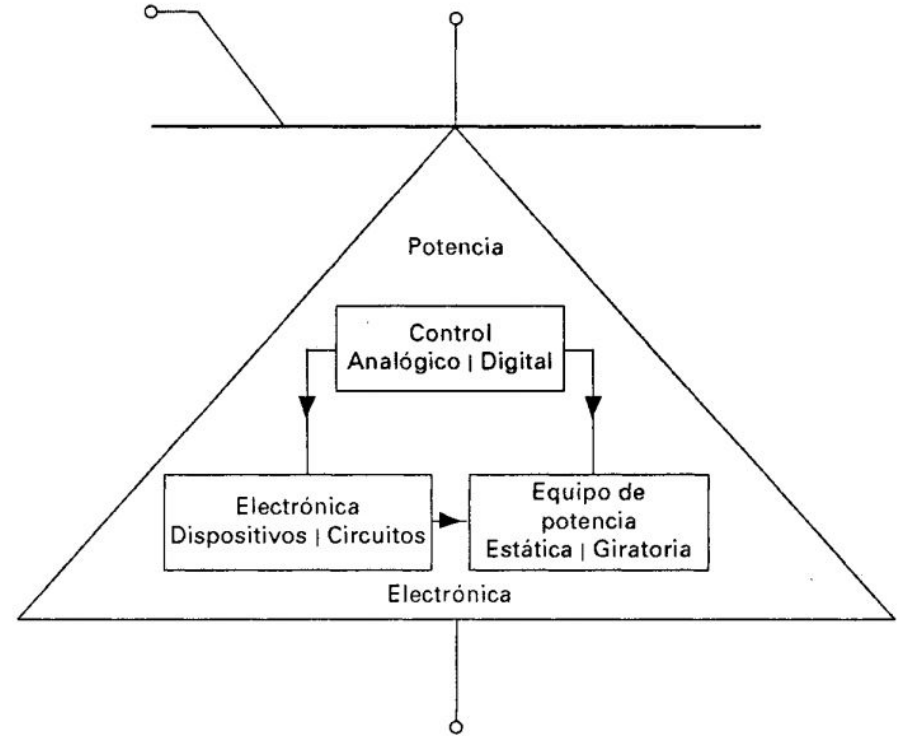 Potencia
Control
Analógico | Digital
Electrónica
Dispositivos | Circuitos
Equipo de
potencia
Estática | Giratoria
Electrónica